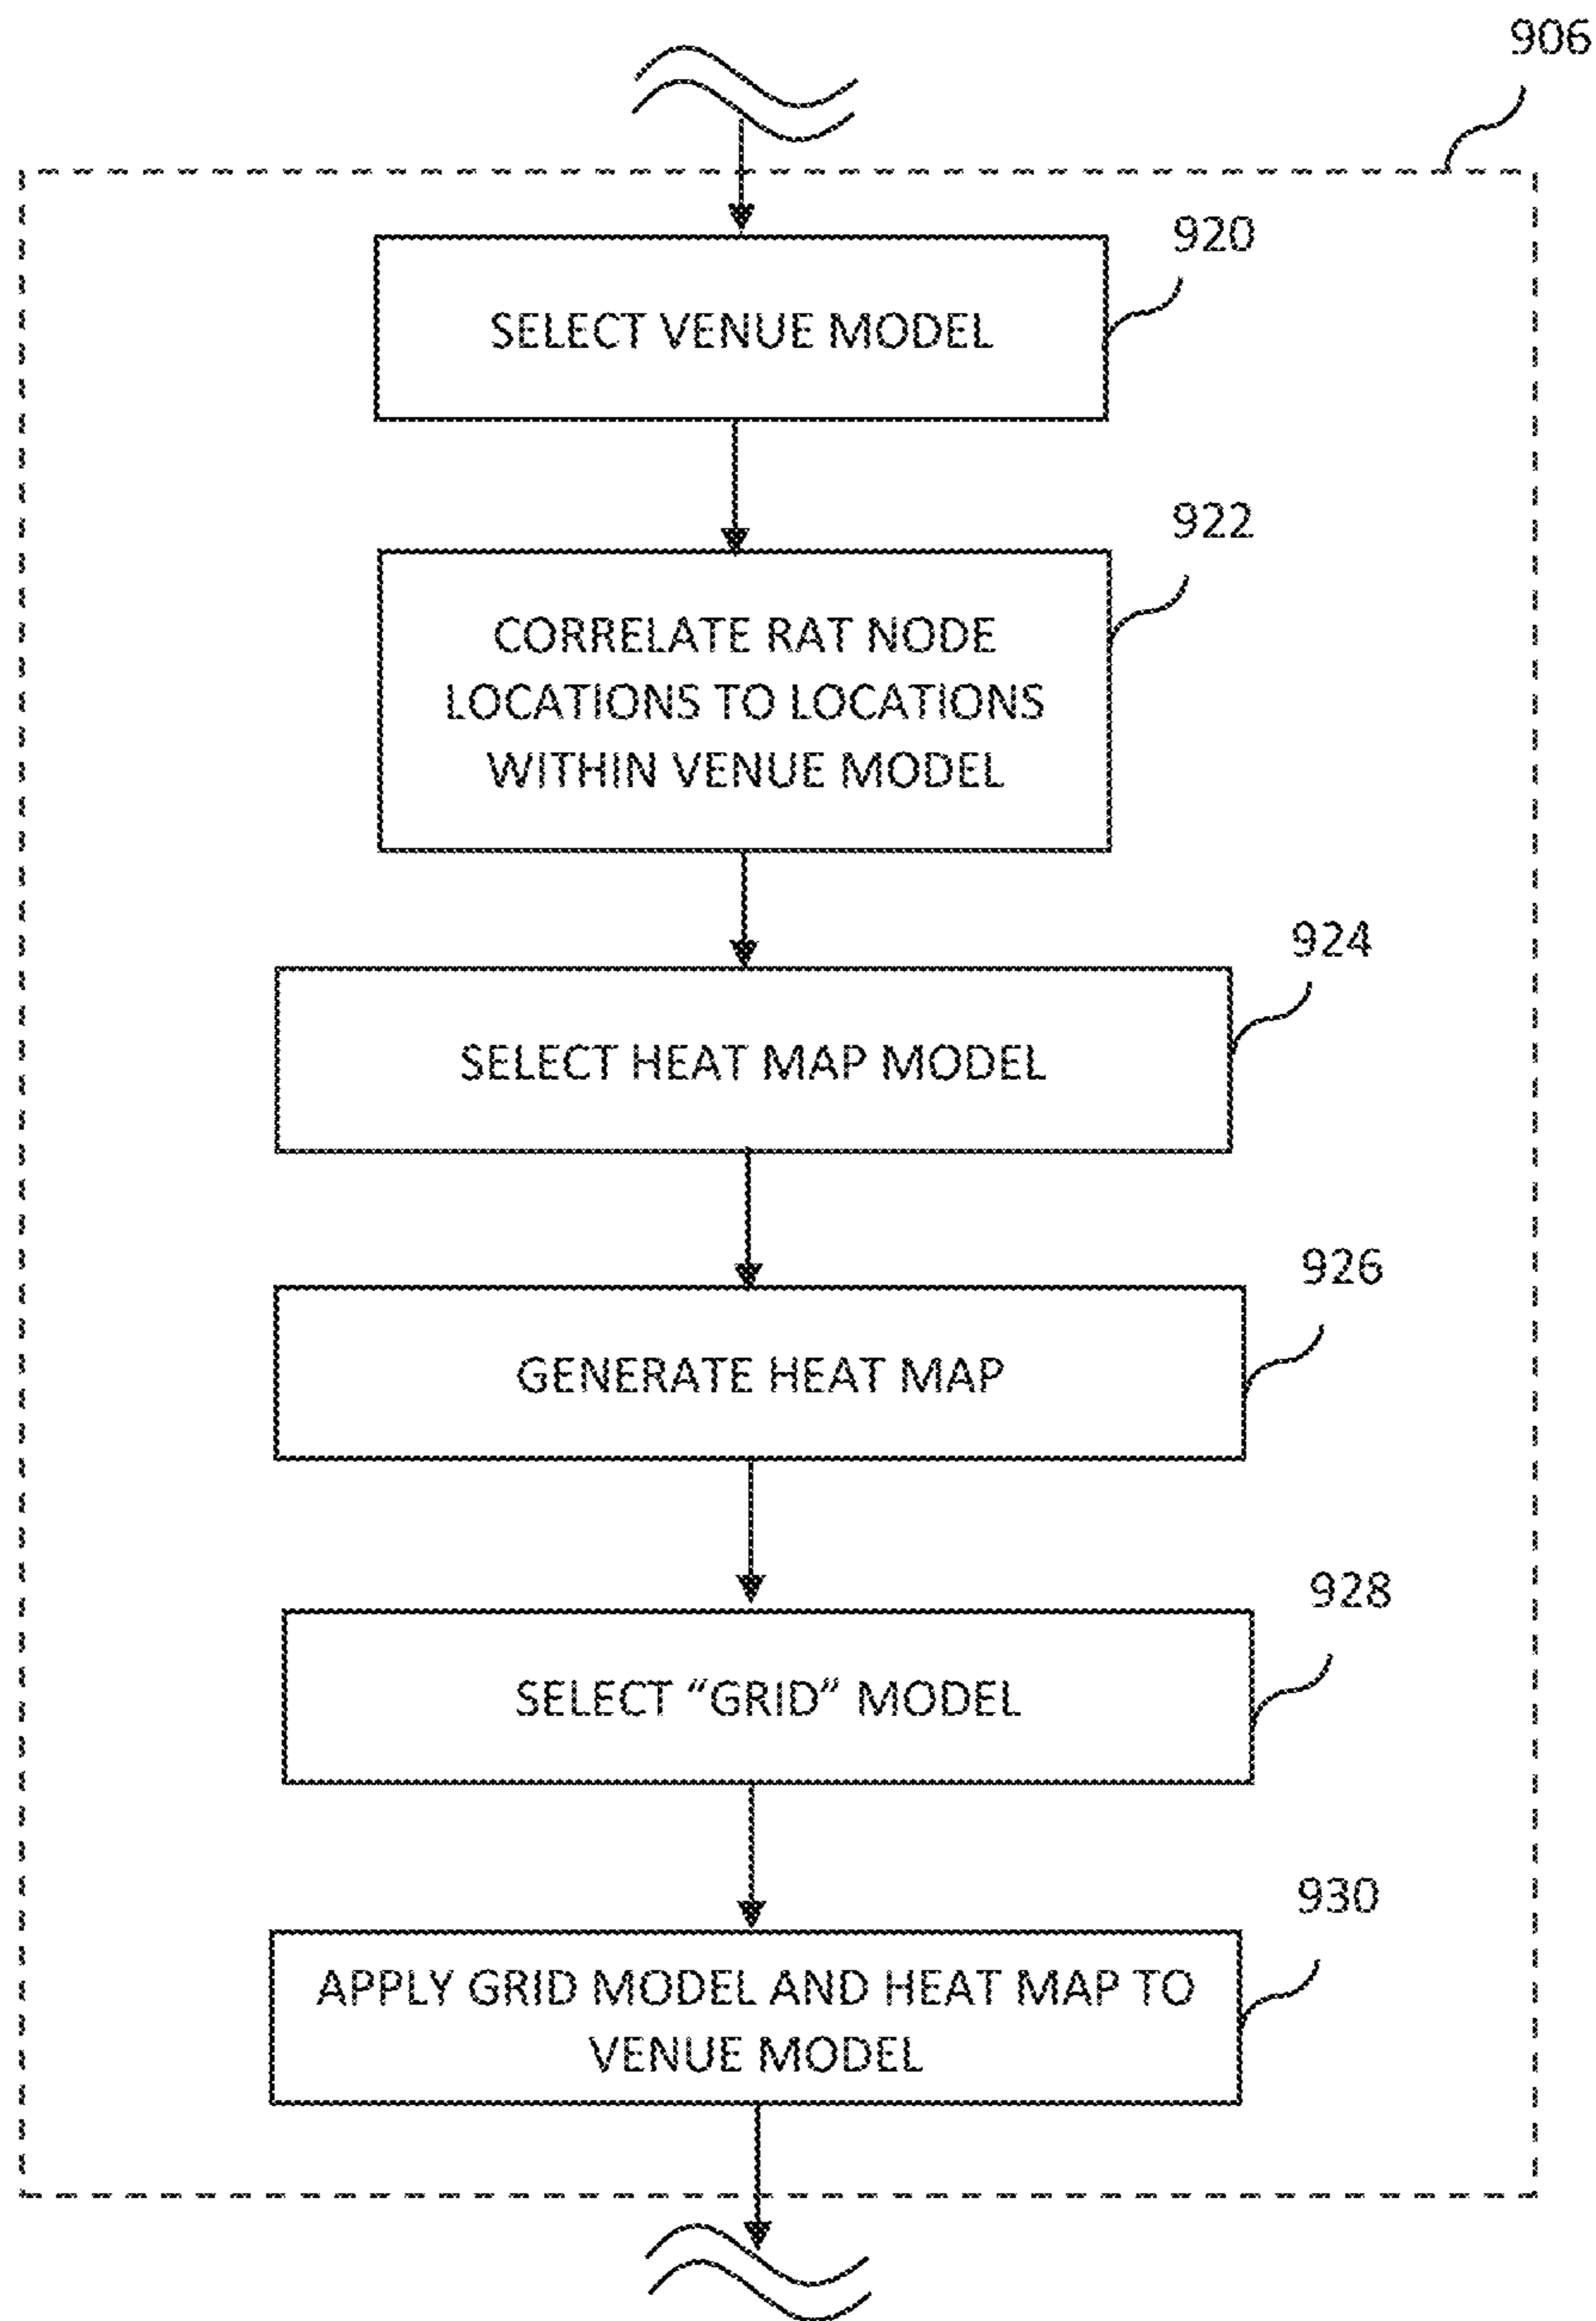 906
920
SELECT VENUE MODEL
922
CORRELATE RAT NODE
LOCATIONS TO LOCATIONS
WITHIN VENUE MODEL
924
SELECT HEAT MAP MODEL
926
GENERATE HEAT MAP
928
SELECT “GRID” MODEL
930
APPLY GRID MODEL AND HEAT MAP TO
VENUE MODEL